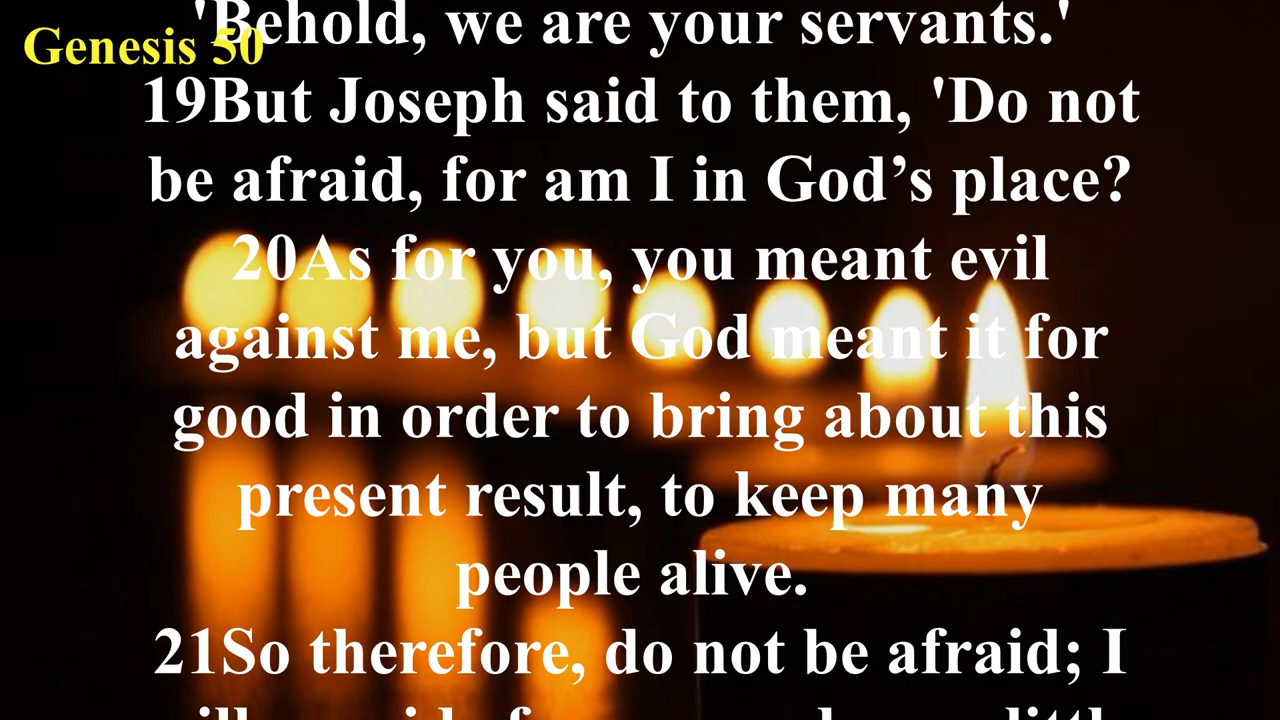 Genesis 50
'Behold, we are your servants.'
19But Joseph said to them, 'Do not
be afraid, for am I in God’s place?
20As for you, you meant evil
against me, but God meant it for
good in order to bring about this
present result, to keep many
people alive.
21So therefore, do not be afraid; I